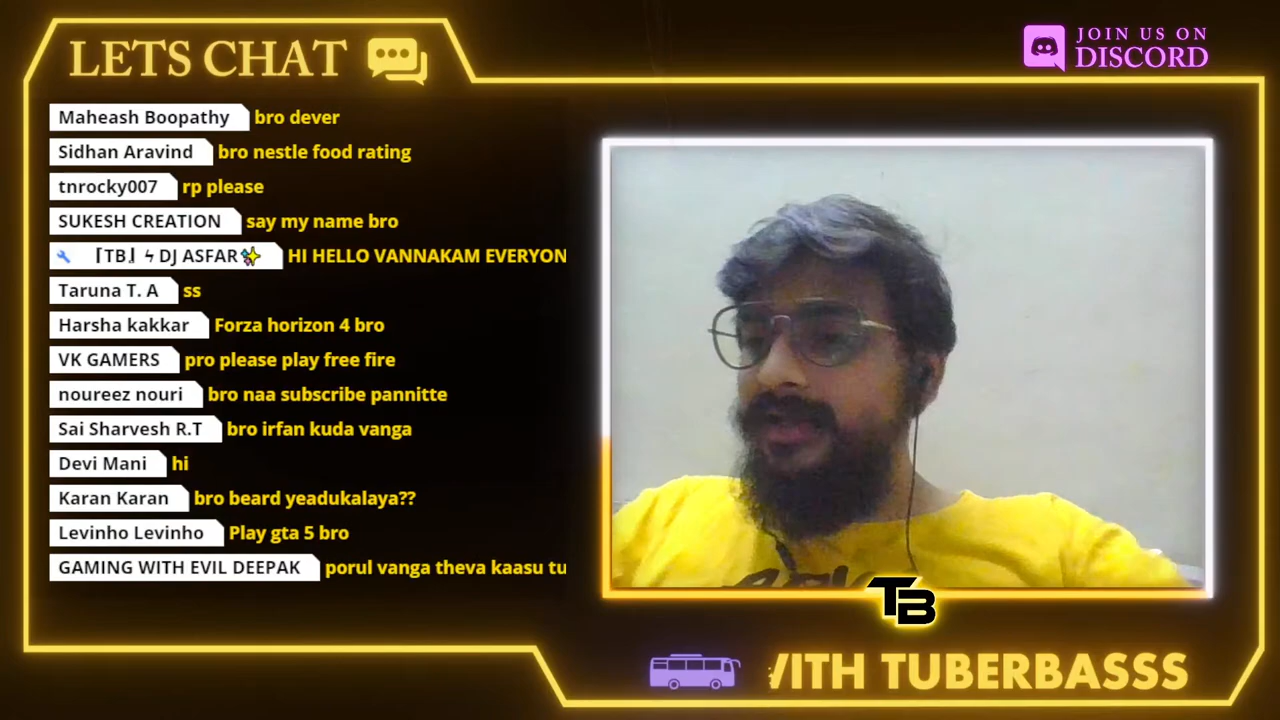 LETS CHAT
JOIN US ON
DISCORD
Maheash Boopathy bro dever
Sidhan Aravind bro nestle food rating
tnrocky007 rp please
SUKESH CREATION say my name bro
『TB』 ϟ DJ ASFAR✨ HI HELLO VANNAKAM EVERYON
Taruna T. A ss
Harsha kakkar Forza horizon 4 bro
VK GAMERS pro please play free fire
noureez nouri bro naa subscribe pannitte
Sai Sharvesh R.T bro irfan kuda vanga
Devi Mani hi
Karan Karan bro beard yeadukalaya??
Levinho Levinho Play gta 5 bro
GAMING WITH EVIL DEEPAK porul vanga theva kaasu tu
TB
WITH TUBERBASSS